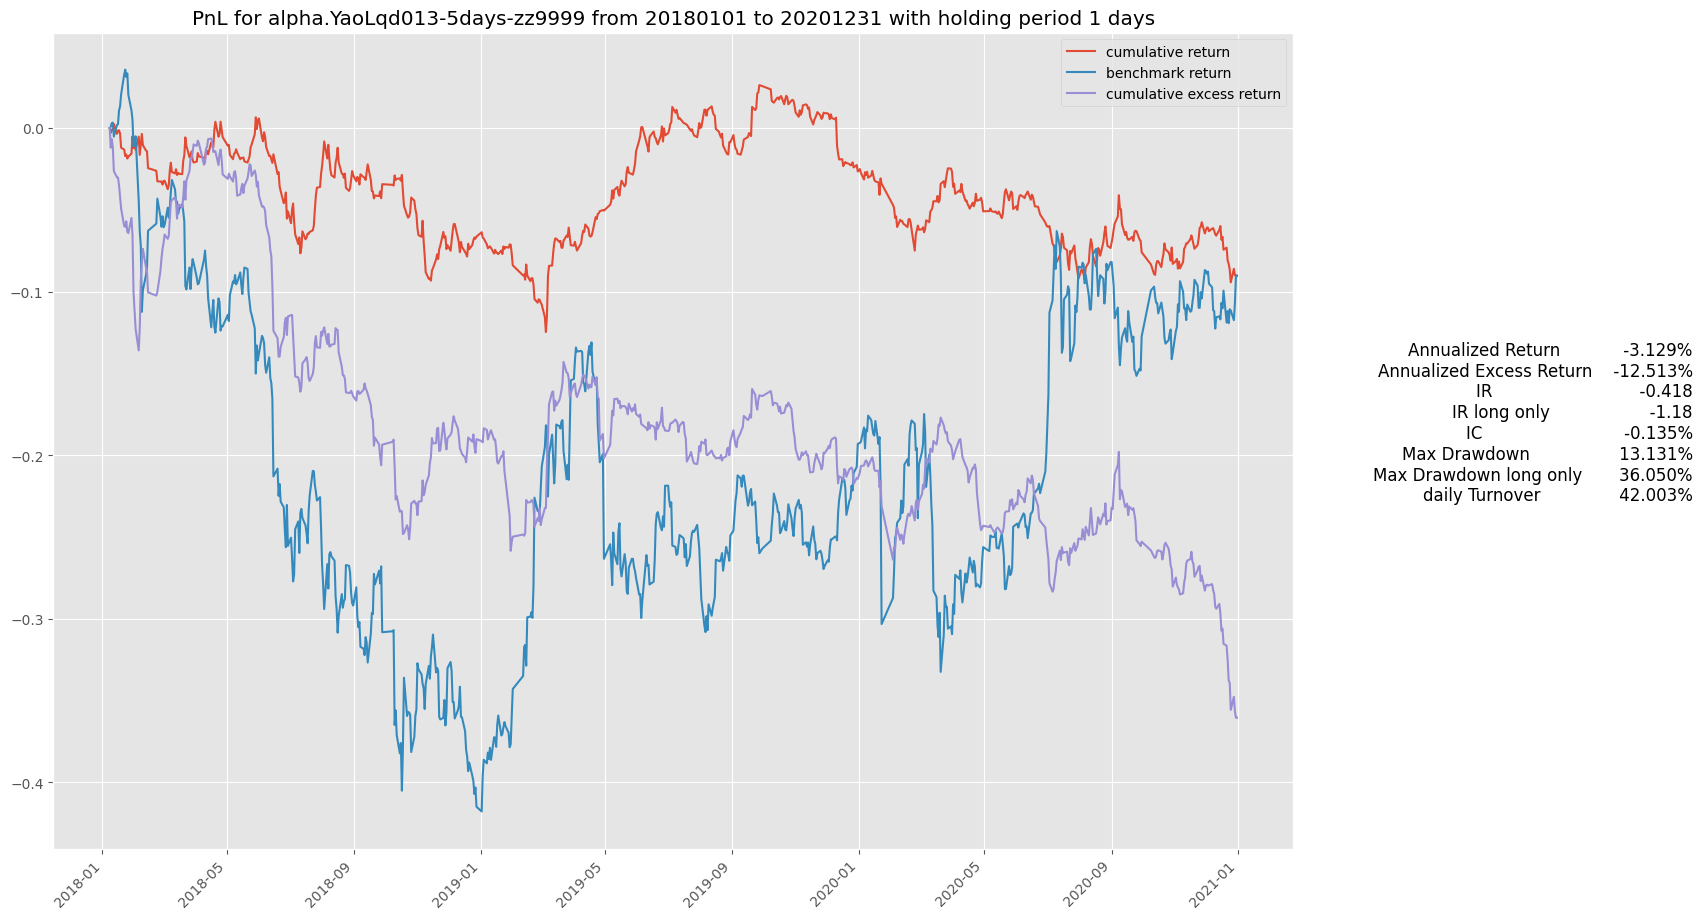 PnL for alpha.YaoLqd013-5days-zz9999 from 20180101 to 20201231 with holding period 1 days
cumulative return
benchmark return
cumulative excess return
0.0
−0.1
−0.2
−0.3
−0.4
2018-01
2018-05
2018-09
2019-01
2019-05
2019-09
2020-01
2020-05
2020-09
2021-01
Annualized Return -3.129%
Annualized Excess Return -12.513%
IR -0.418
IR long only -1.18
IC -0.135%
Max Drawdown 13.131%
Max Drawdown long only 36.050%
daily Turnover 42.003%